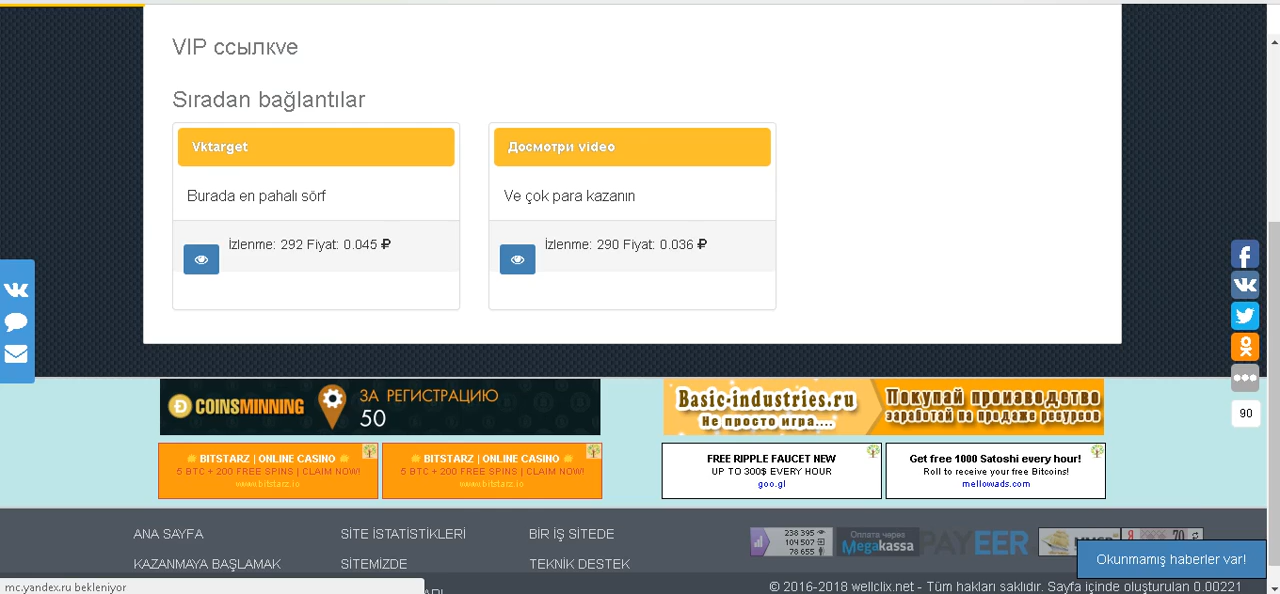 VIP ссылкve
Sıradan bağlantılar
Vktarget
Досмотри video
Burada en pahalı sörf
Ve çok para kazanın
İzlenme: 292 Fiyat: 0.045 ₽
İzlenme: 290 Fiyat: 0.036 ₽
90
COINSMINNING
ЗА РЕГИСТРАЦИЮ
50
Basic-industries.ru
Не просто игра....
Покупай производство
заработай на продаже ресурсов
BITSTARZ | ONLINE CASINO
5 BTC + 200 FREE SPINS | CLAIM NOW!
www.bitstarz.io
BITSTARZ | ONLINE CASINO
5 BTC + 200 FREE SPINS | CLAIM NOW!
www.bitstarz.io
FREE RIPPLE FAUCET NEW
UP TO 300$ EVERY HOUR
goo.gl
Get free 1000 Satoshi every hour!
Roll to receive your free Bitcoins!
mellowads.com
ANA SAYFA
SİTE İSTATİSTİKLERİ
BİR İŞ SİTEDE
KAZANMAYA BAŞLAMAK
SİTEMİZDE
TEKNİK DESTEK
238 395
104 507
78 655
Оплата через
Megakassa
PAYEER
Я
70
Okunmamış haberler var!
© 2016-2018 wellclix.net - Tüm hakları saklıdır. Sayfa içinde oluşturulan 0.00221
mc.yandex.ru bekleniyor